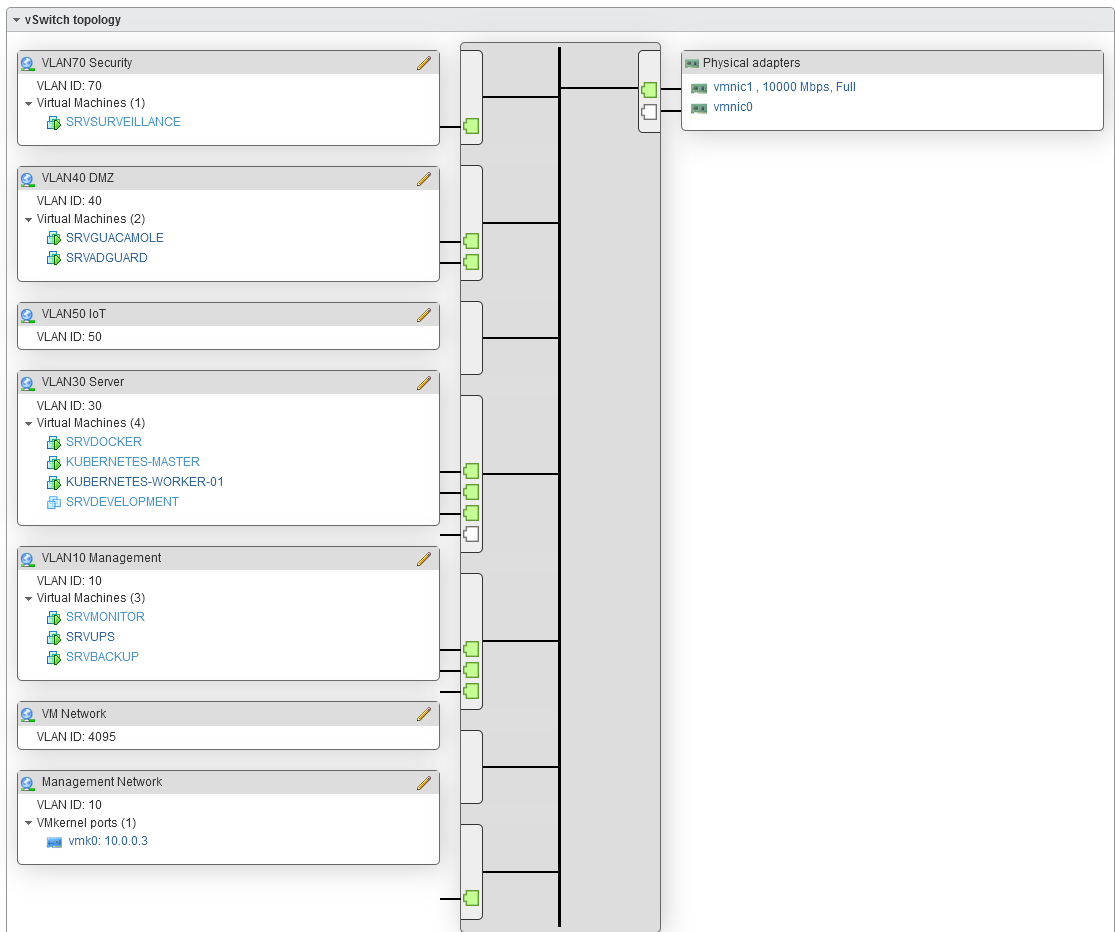 vSwitch topology
VLAN70 Security
VLAN ID: 70
Virtual Machines (1)
SRVSURVEILLANCE
VLAN40 DMZ
VLAN ID: 40
Virtual Machines (2)
SRVGUACAMOLE
SRVADGUARD
VLAN50 IoT
VLAN ID: 50
VLAN30 Server
VLAN ID: 30
Virtual Machines (4)
SRVDOCKER
KUBERNETES-MASTER
KUBERNETES-WORKER-01
SRVDEVELOPMENT
VLAN10 Management
VLAN ID: 10
Virtual Machines (3)
SRVMONITOR
SRVUPS
SRVBACKUP
VM Network
VLAN ID: 4095
Management Network
VLAN ID: 10
VMkernel ports (1)
vmk0: 10.0.0.3
Physical adapters
vmnic1 , 10000 Mbps, Full
vmnic0